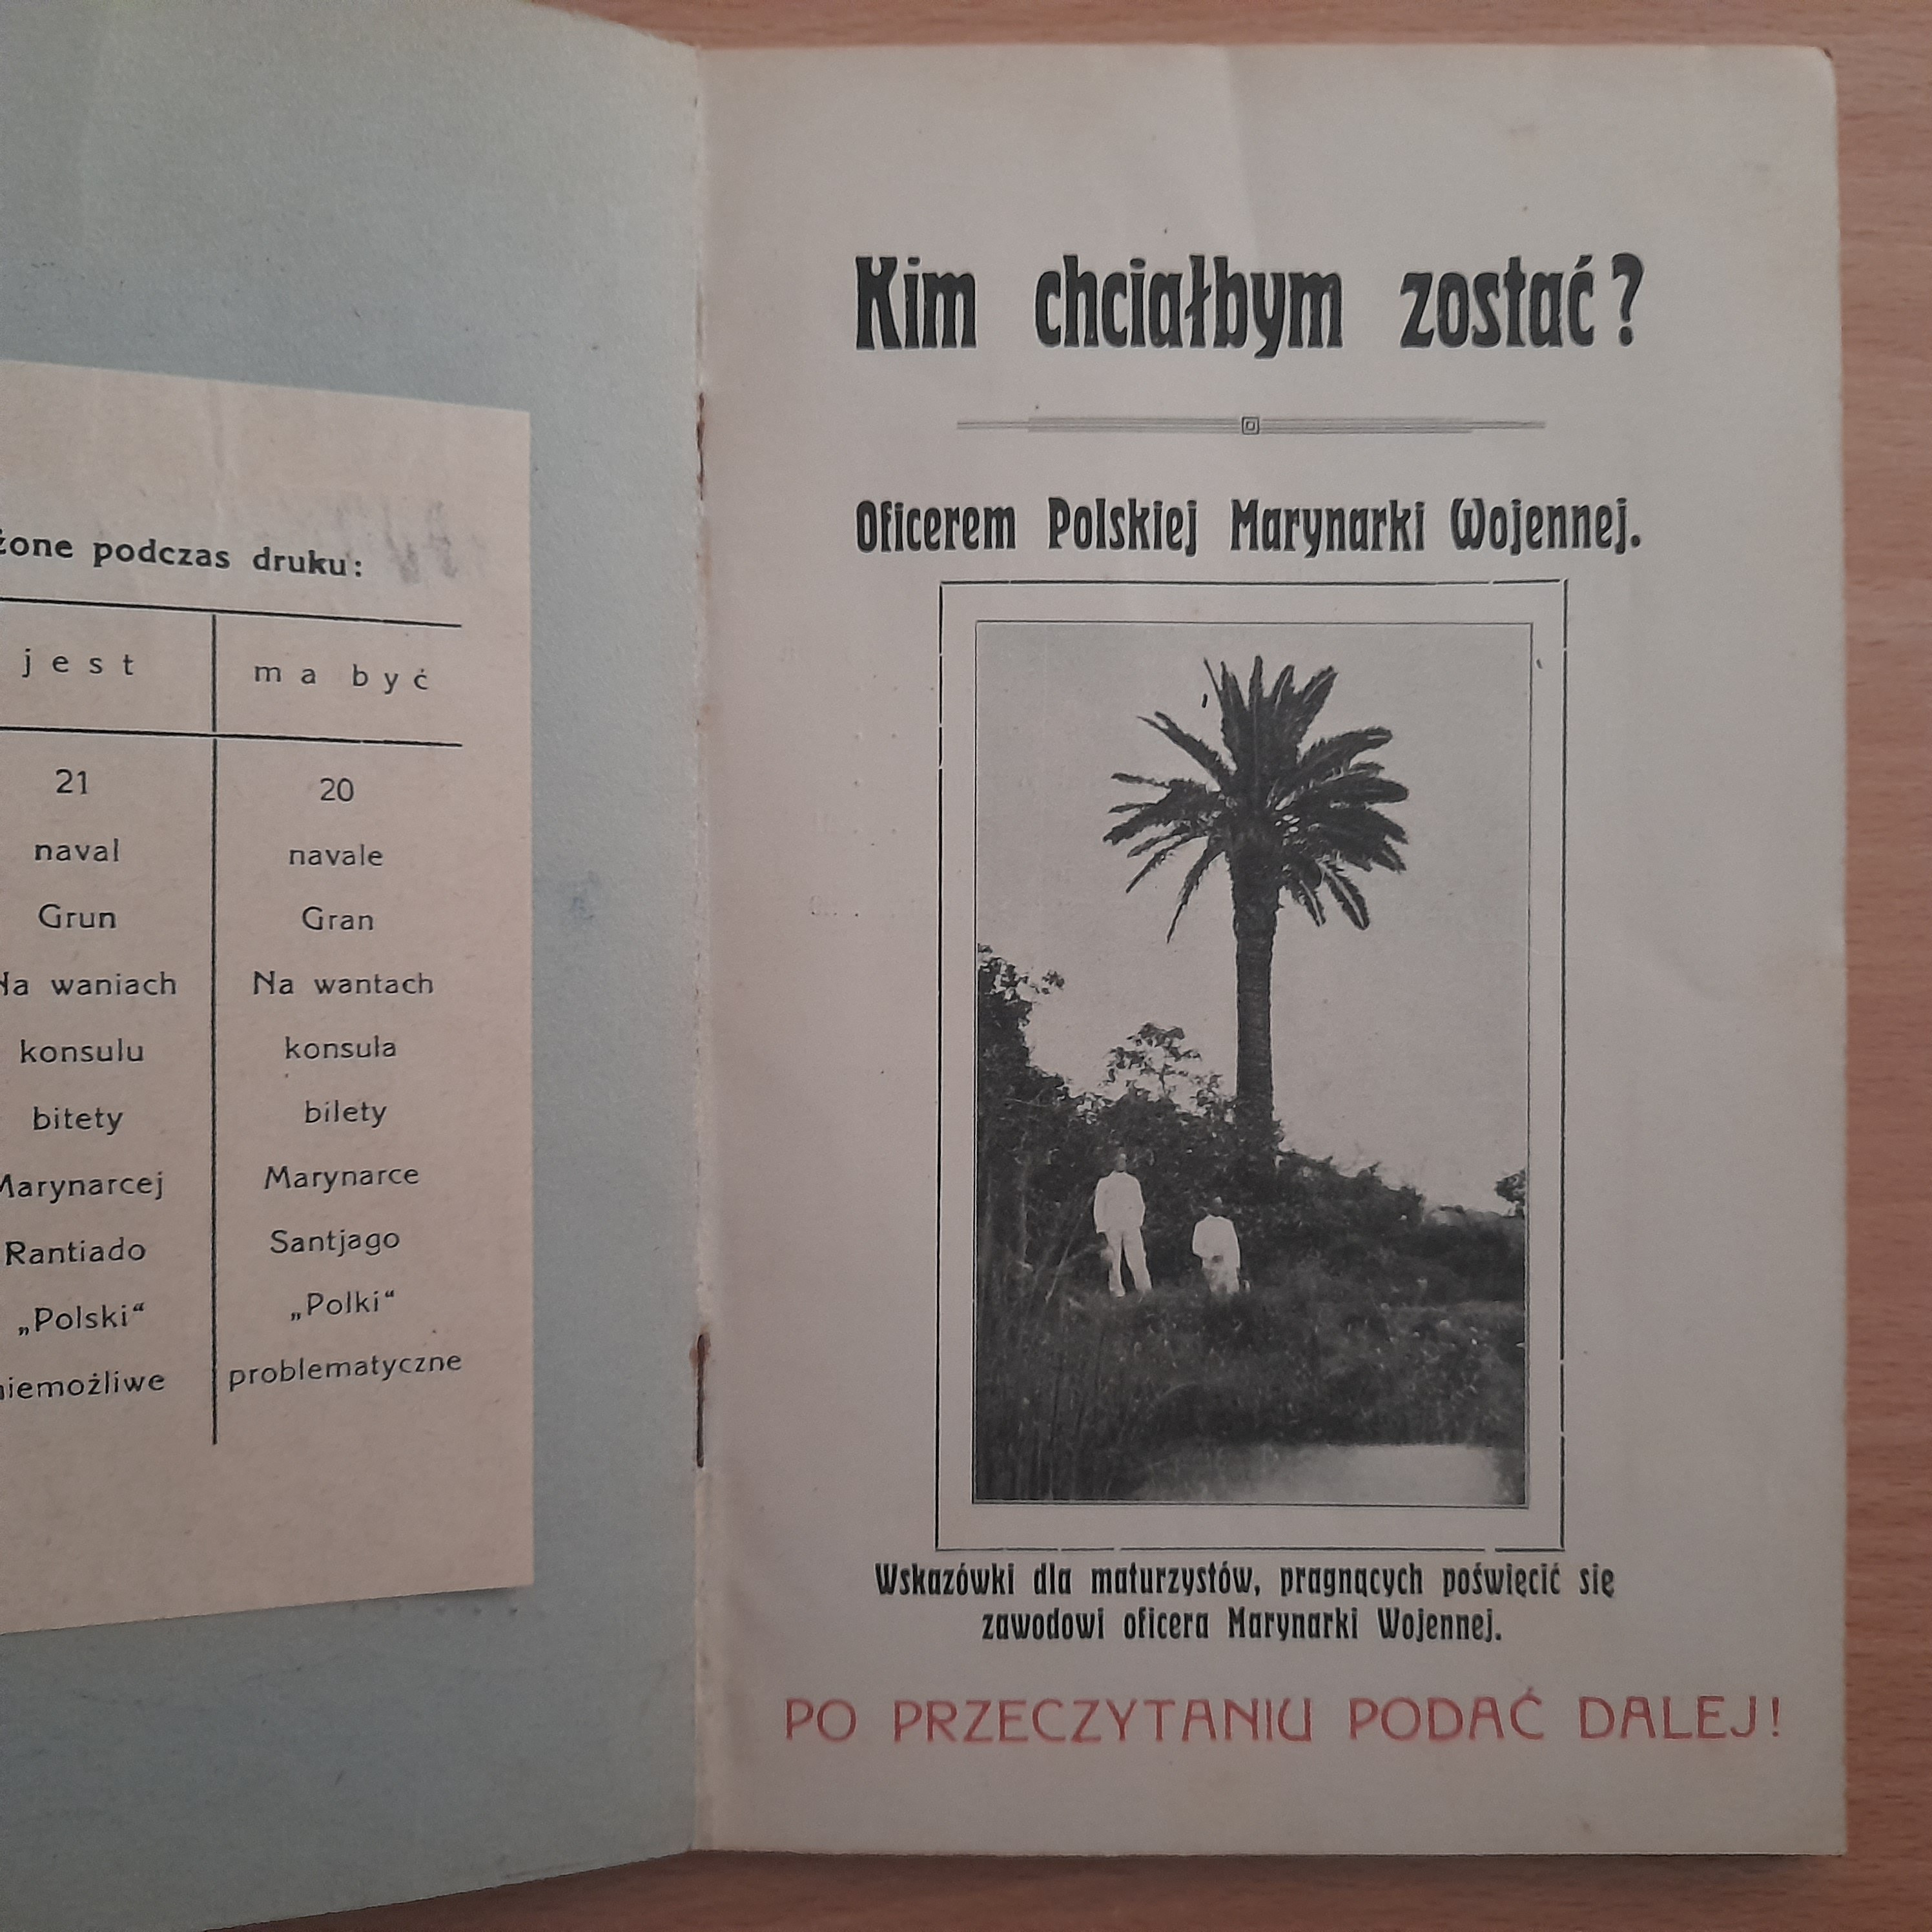 podczas druku:
jest ma być
21 20
naval navale
Grun Gran
waniach Na wantach
konsulu konsula
bitety bilety
Marynarcej Marynarce
Rantiado Santjago
„Polski“ „Polki“
niemożliwe problematyczne
Kim chciałbym zostać?
Oficerem Polskiej Marynarki Wojennej.
Wskazówki dla maturzystów, pragnących poświęcić się
zawodowi oficera Marynarki Wojennej.
PO PRZECZYTANIU PODAĆ DALEJ!